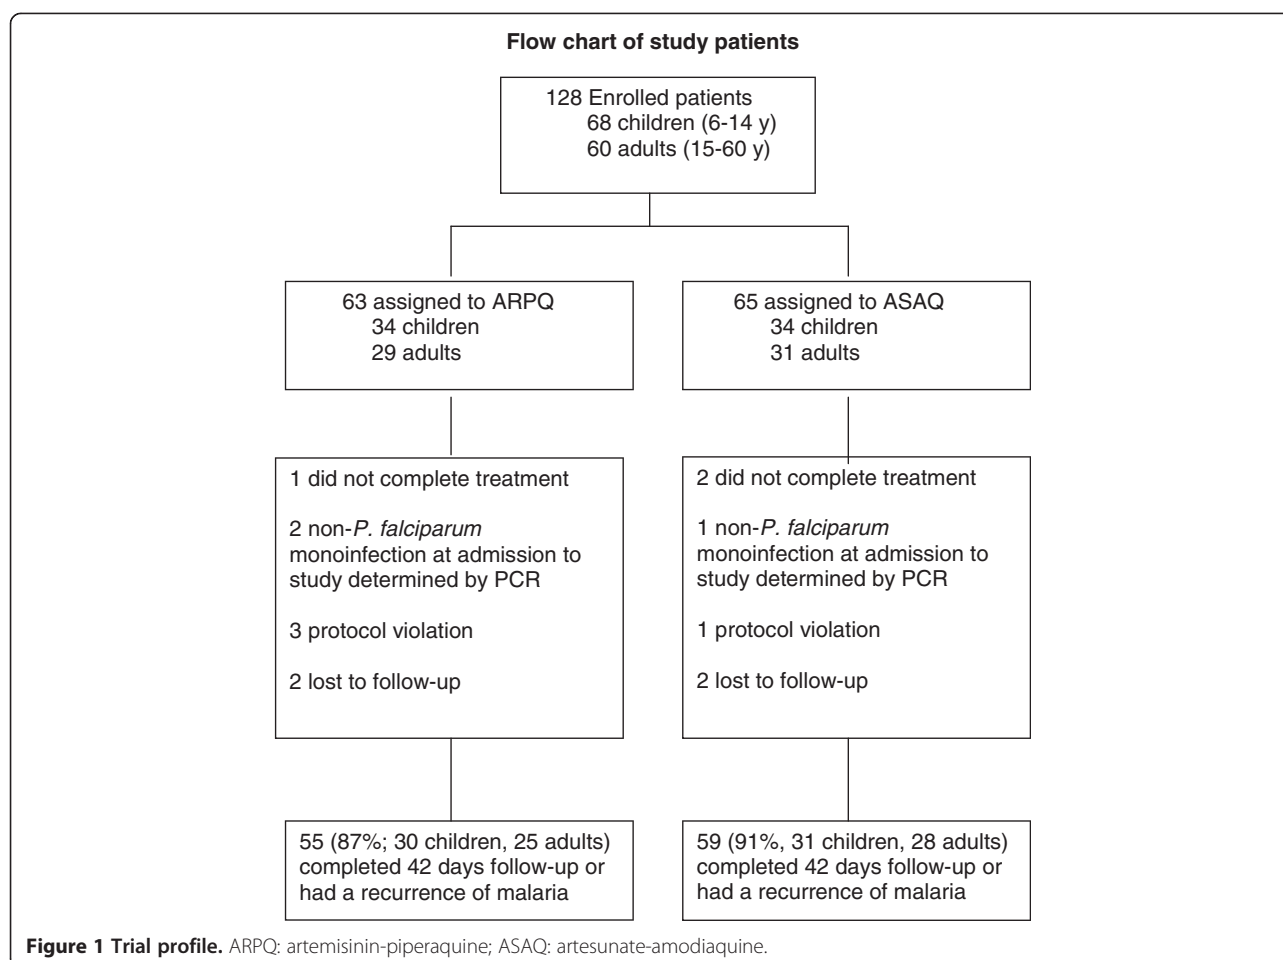 Flow chart of study patients
128 Enrolled patients
68 children (6-14 y)
60 adults (15-60 y)
63 assigned to ARPQ
34 children
29 adults
65 assigned to ASAQ
34 children
31 adults
1 did not complete treatment
2 non-P. falciparum
monoinfection at admission to
study determined by PCR
3 protocol violation
2 lost to follow-up
2 did not complete treatment
1 non-P. falciparum
monoinfection at admission to
study determined by PCR
1 protocol violation
2 lost to follow-up
55 (87%; 30 children, 25 adults)
completed 42 days follow-up or
had a recurrence of malaria
59 (91%, 31 children, 28 adults)
completed 42 days follow-up or
had a recurrence of malaria
Figure 1 Trial profile. ARPQ: artemisinin-piperaquine; ASAQ: artesunate-amodiaquine.